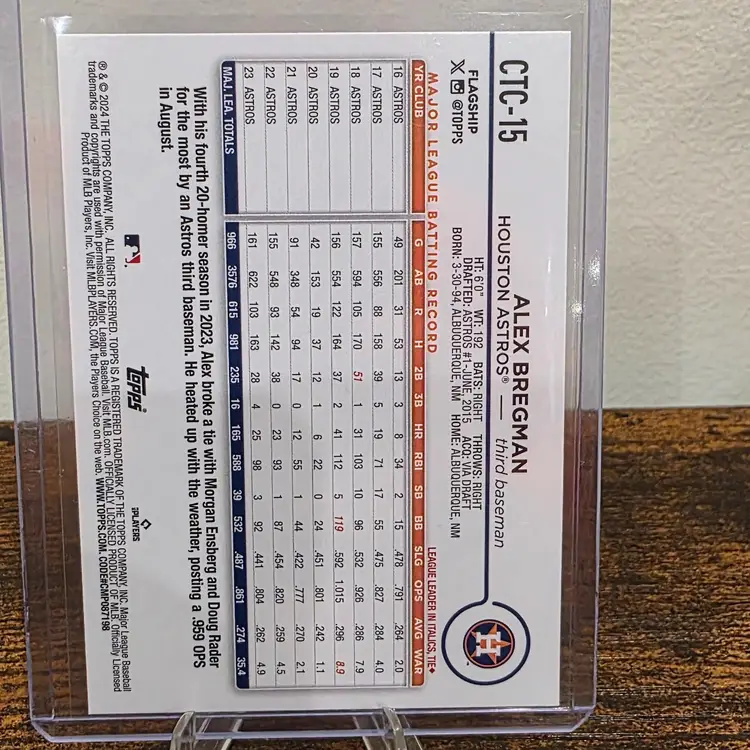 CTC-15
ALEX BREGMAN
HOUSTON ASTROS® — third baseman
FLAGSHIP
@TOPPS
HT: 6'0" WT: 192 BATS: RIGHT THROWS: RIGHT
DRAFTED: ASTROS #1-JUNE, 2015 ACQ: VIA DRAFT
BORN: 3-30-94, ALBUQUERQUE, NM HOME: ALBUQUERQUE, NM
MAJOR LEAGUE BATTING RECORD
LEAGUE LEADER IN ITALICS, TIE♦
YR CLUB G AB R H 2B 3B HR RBI SB BB SLG OPS AVG WAR
16 ASTROS 49 201 31 53 13 3 8 34 2 15 .478 .791 .264 2.0
17 ASTROS 155 556 88 158 39 5 19 71 17 55 .475 .827 .284 4.0
18 ASTROS 157 594 105 170 51 1 31 103 10 96 .532 .926 .286 7.9
19 ASTROS 156 554 122 164 37 2 41 112 5 119 .592 1.015 .296 8.9
20 ASTROS 42 153 19 37 12 1 6 22 0 24 .451 .801 .242 1.1
21 ASTROS 91 348 54 94 17 0 12 55 1 44 .422 .777 .270 2.1
22 ASTROS 155 548 93 142 38 0 23 93 1 87 .454 .820 .259 4.5
23 ASTROS 161 622 103 163 28 4 25 98 3 92 .441 .804 .262 4.9
MAJ. LEA. TOTALS 966 3576 615 981 235 16 165 588 39 532 .487 .861 .274 35.4
With his fourth 20-homer season in 2023, Alex broke a tie with Morgan Ensberg and Doug Rader
for the most by an Astros third baseman. He heated up with the weather, posting a .959 OPS
in August.
topps
PLAYERS
® & © 2024 THE TOPPS COMPANY, INC. ALL RIGHTS RESERVED. TOPPS IS A REGISTERED TRADEMARK OF THE TOPPS COMPANY, INC. Major League Baseball
trademarks and copyrights are used with permission of Major League Baseball. Visit MLB.com. OFFICIALLY LICENSED PRODUCT OF MLB. Officially Licensed
Product of MLB Players, Inc. Visit MLBPLAYERS.COM, the Players Choice on the web. WWW.TOPPS.COM. CODE#CMP087198